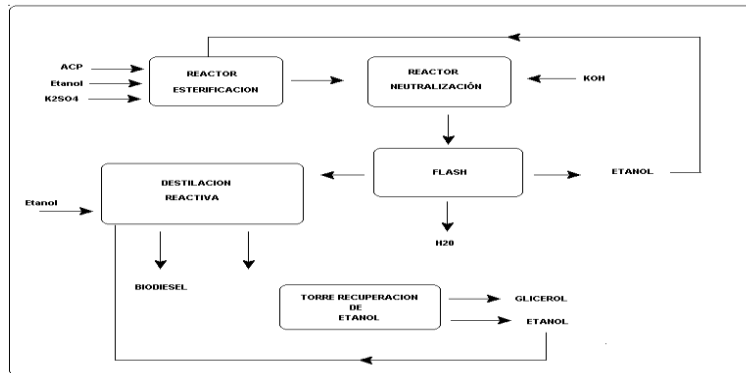 ACP
Etanol
K2SO4
REACTOR
ESTERIFICACION
REACTOR
NEUTRALIZACIÓN
KOH
DESTILACION
REACTIVA
FLASH
ETANOL
Etanol
H20
BIODIESEL
TORRE RECUPERACION
DE
ETANOL
GLICEROL
ETANOL